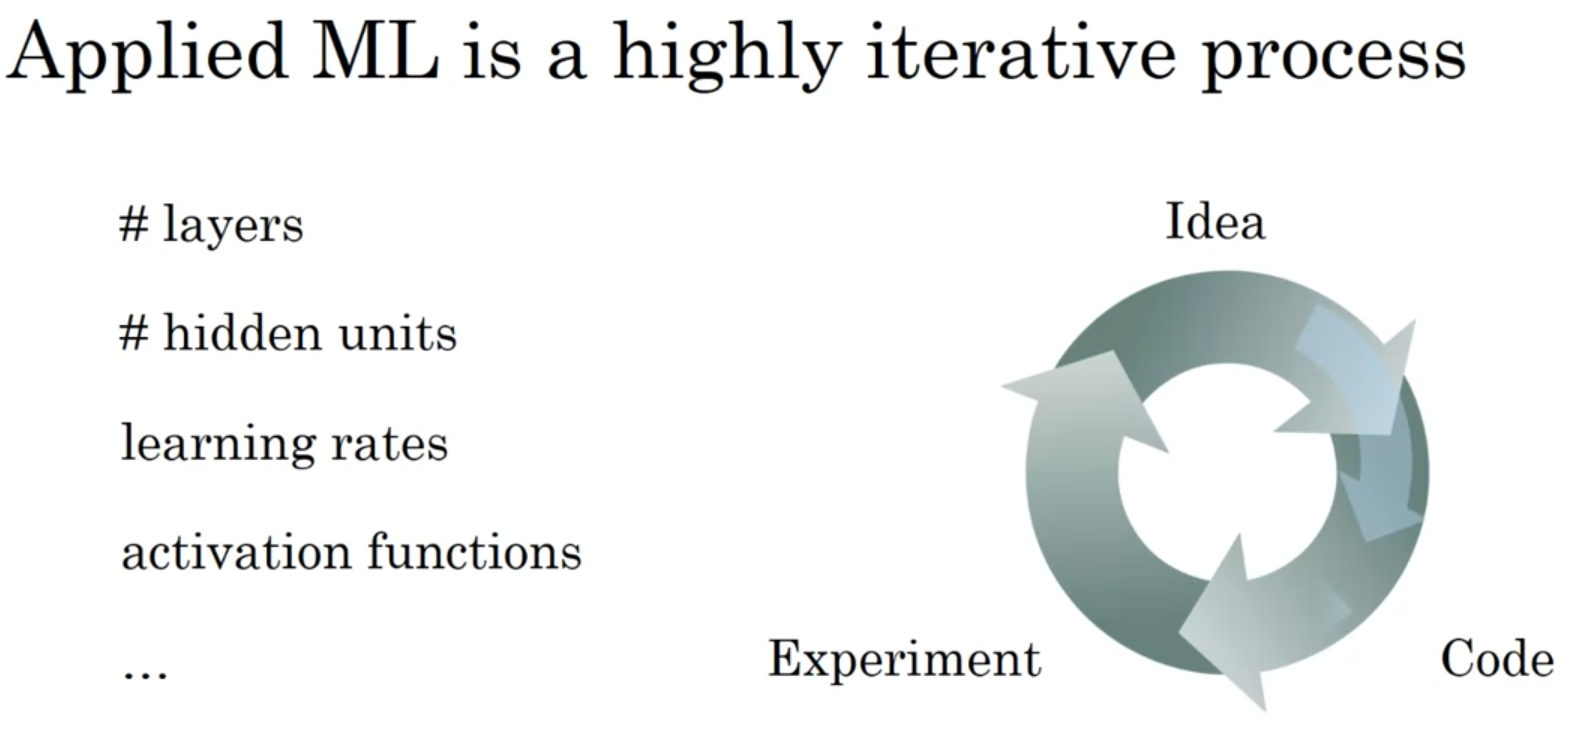 Applied ML is a highly iterative process
# layers
# hidden units
learning rates
activation functions
...
Idea
Experiment
Code